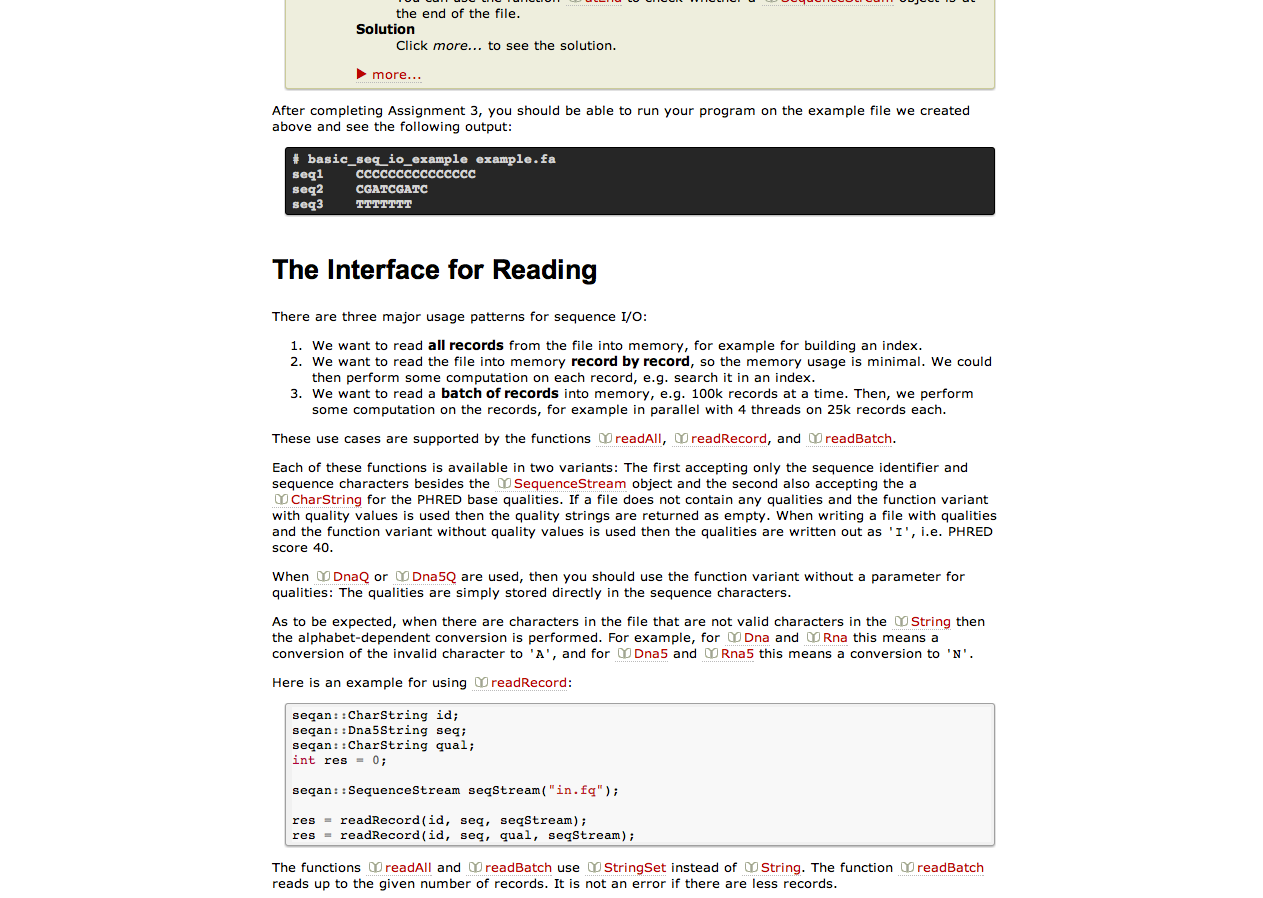 You can use the function atEnd to check whether a SequenceStream object is at
the end of the file.
Solution
Click more... to see the solution.
more...
After completing Assignment 3, you should be able to run your program on the example file we created
above and see the following output:
# basic_seq_io_example example.fa
seq1    CCCCCCCCCCCCCCC
seq2    CGATCGATC
seq3    TTTTTTT
The Interface for Reading
There are three major usage patterns for sequence I/O:
1. We want to read all records from the file into memory, for example for building an index.
2. We want to read the file into memory record by record, so the memory usage is minimal. We could
then perform some computation on each record, e.g. search it in an index.
3. We want to read a batch of records into memory, e.g. 100k records at a time. Then, we perform
some computation on the records, for example in parallel with 4 threads on 25k records each.
These use cases are supported by the functions readAll, readRecord, and readBatch.
Each of these functions is available in two variants: The first accepting only the sequence identifier and
sequence characters besides the SequenceStream object and the second also accepting the a
CharString for the PHRED base qualities. If a file does not contain any qualities and the function variant
with quality values is used then the quality strings are returned as empty. When writing a file with qualities
and the function variant without quality values is used then the qualities are written out as 'I', i.e. PHRED
score 40.
When DnaQ or Dna5Q are used, then you should use the function variant without a parameter for
qualities: The qualities are simply stored directly in the sequence characters.
As to be expected, when there are characters in the file that are not valid characters in the String then
the alphabet-dependent conversion is performed. For example, for Dna and Rna this means a
conversion of the invalid character to 'A', and for Dna5 and Rna5 this means a conversion to 'N'.
Here is an example for using readRecord:
seqan::CharString id;
seqan::Dna5String seq;
seqan::CharString qual;
int res = 0;
seqan::SequenceStream seqStream("in.fq");
res = readRecord(id, seq, seqStream);
res = readRecord(id, seq, qual, seqStream);
The functions readAll and readBatch use StringSet instead of String. The function readBatch
reads up to the given number of records. It is not an error if there are less records.